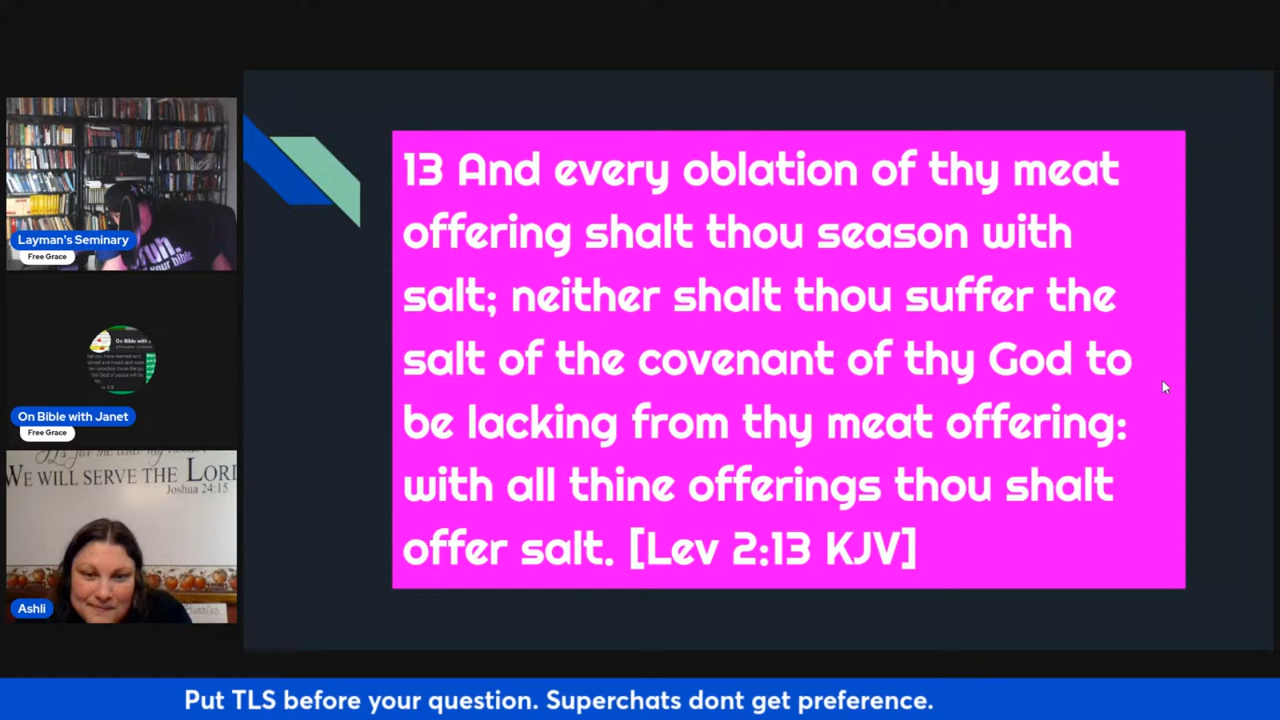 Layman's Seminary
Free Grace
On Bible with Janet
Free Grace
WE WILL SERVE THE LORD
Joshua 24:15
Ashli
13 And every oblation of thy meat
offering shalt thou season with
salt; neither shalt thou suffer the
salt of the covenant of thy God to
be lacking from thy meat offering:
with all thine offerings thou shalt
offer salt. [Lev 2:13 KJV]
Put TLS before your question. Superchats dont get preference.